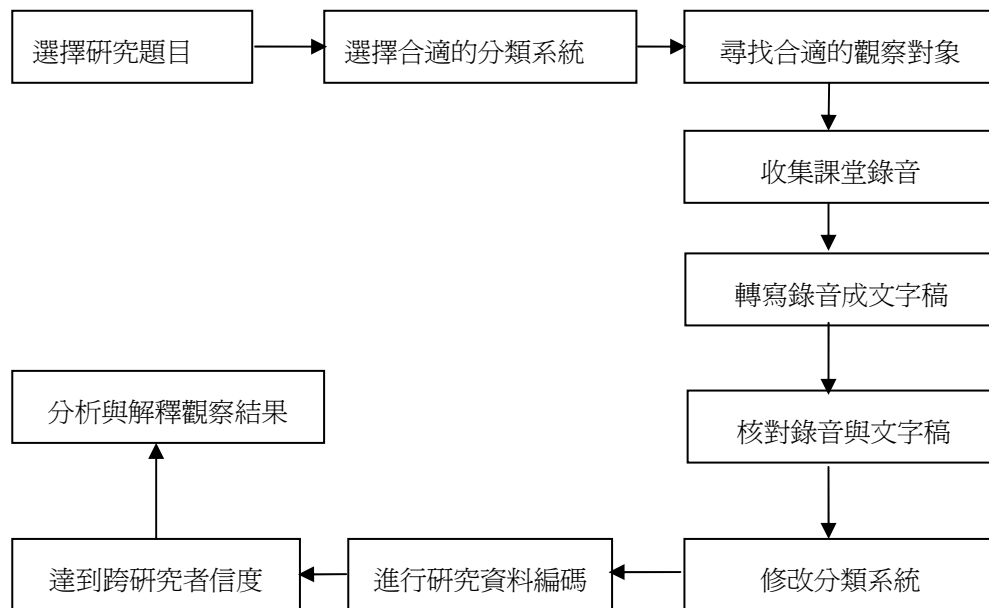 選擇研究題目
選擇合適的分類系統
尋找合適的觀察對象
收集課堂錄音
轉寫錄音成文字稿
核對錄音與文字稿
修改分類系統
進行研究資料編碼
達到跨研究者信度
分析與解釋觀察結果